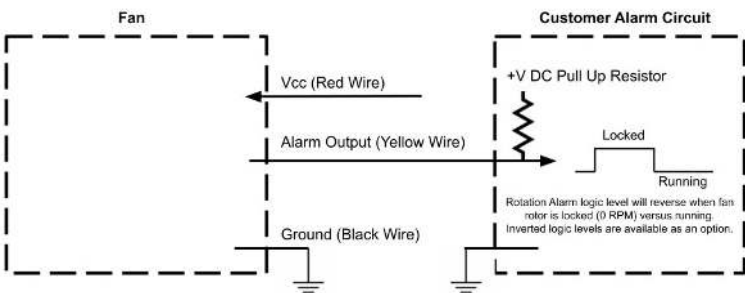 Fan
Customer Alarm Circuit
Vcc (Red Wire)
+V DC Pull Up Resistor
Alarm Output (Yellow Wire)
Locked
Running
Rotation Alarm logic level will reverse when fan
rotor is locked (0 RPM) versus running.
Inverted logic levels are available as an option.
Ground (Black Wire)